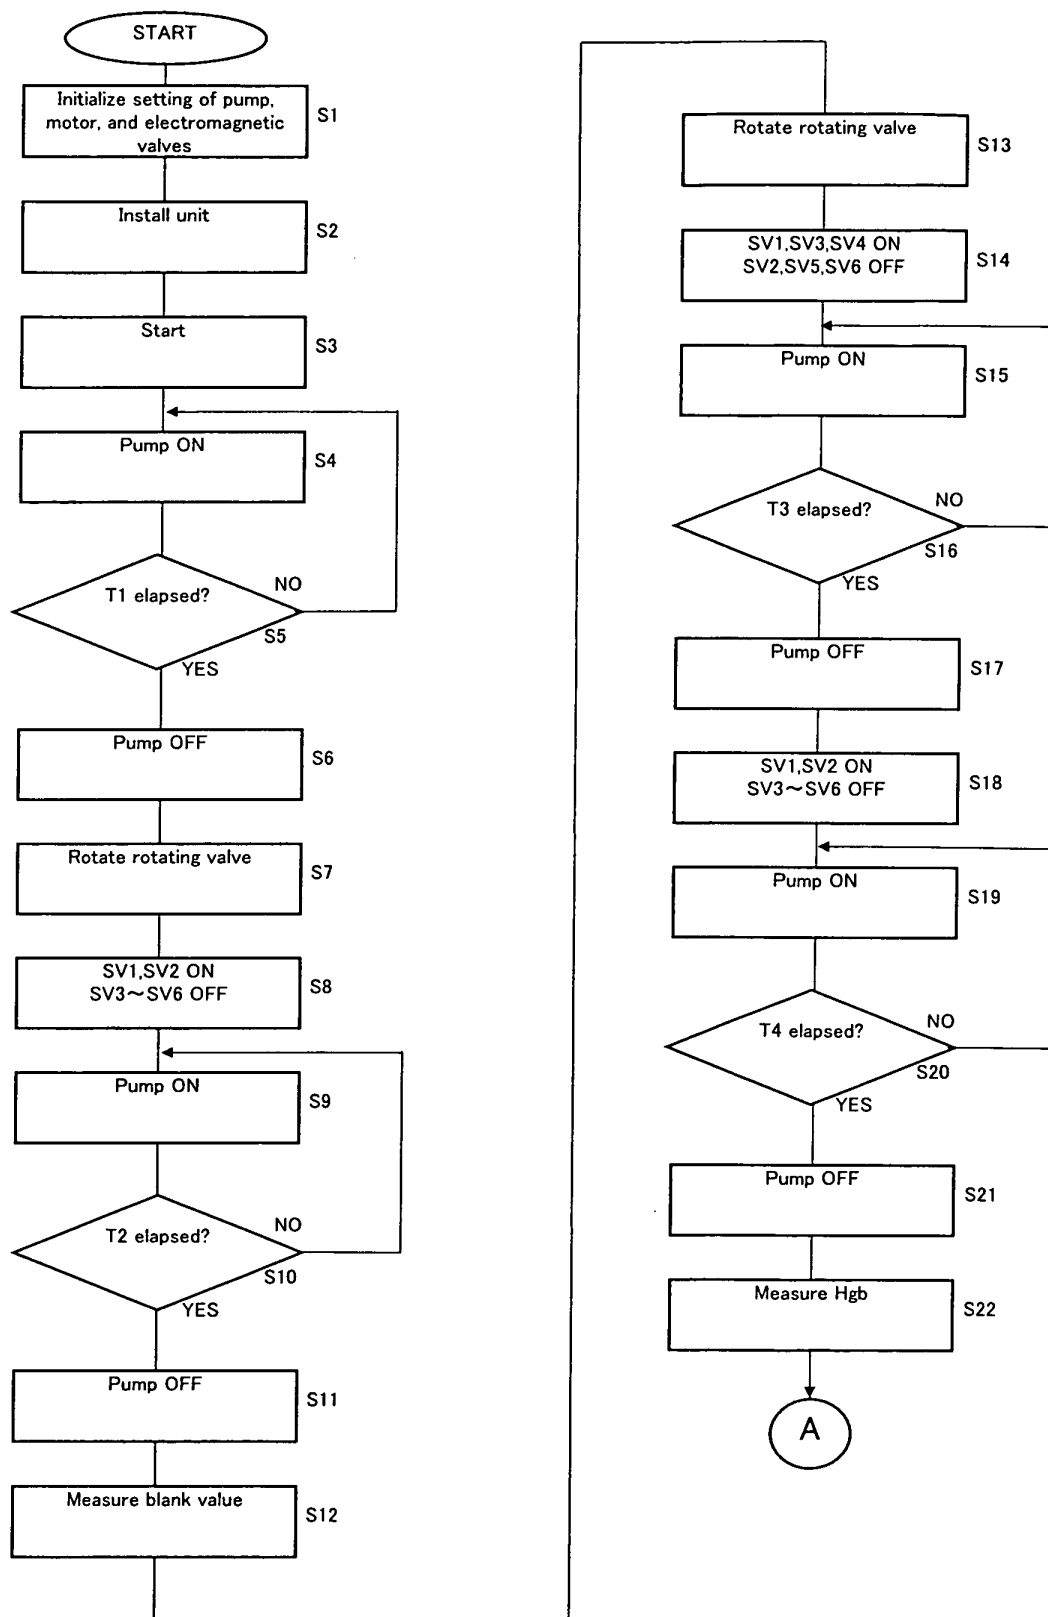 START
Initialize setting of pump,
motor, and electromagnetic
valves
S1
Install unit
S2
Start
S3
Pump ON
S4
T1 elapsed?
NO
S5
YES
Pump OFF
S6
Rotate rotating valve
S7
SV1,SV2 ON
SV3～SV6 OFF
S8
Pump ON
S9
T2 elapsed?
NO
S10
YES
Pump OFF
S11
Measure blank value
S12
Rotate rotating valve
S13
SV1,SV3,SV4 ON
SV2,SV5,SV6 OFF
S14
Pump ON
S15
T3 elapsed?
NO
S16
YES
Pump OFF
S17
SV1,SV2 ON
SV3～SV6 OFF
S18
Pump ON
S19
T4 elapsed?
NO
S20
YES
Pump OFF
S21
Measure Hgb
S22
A